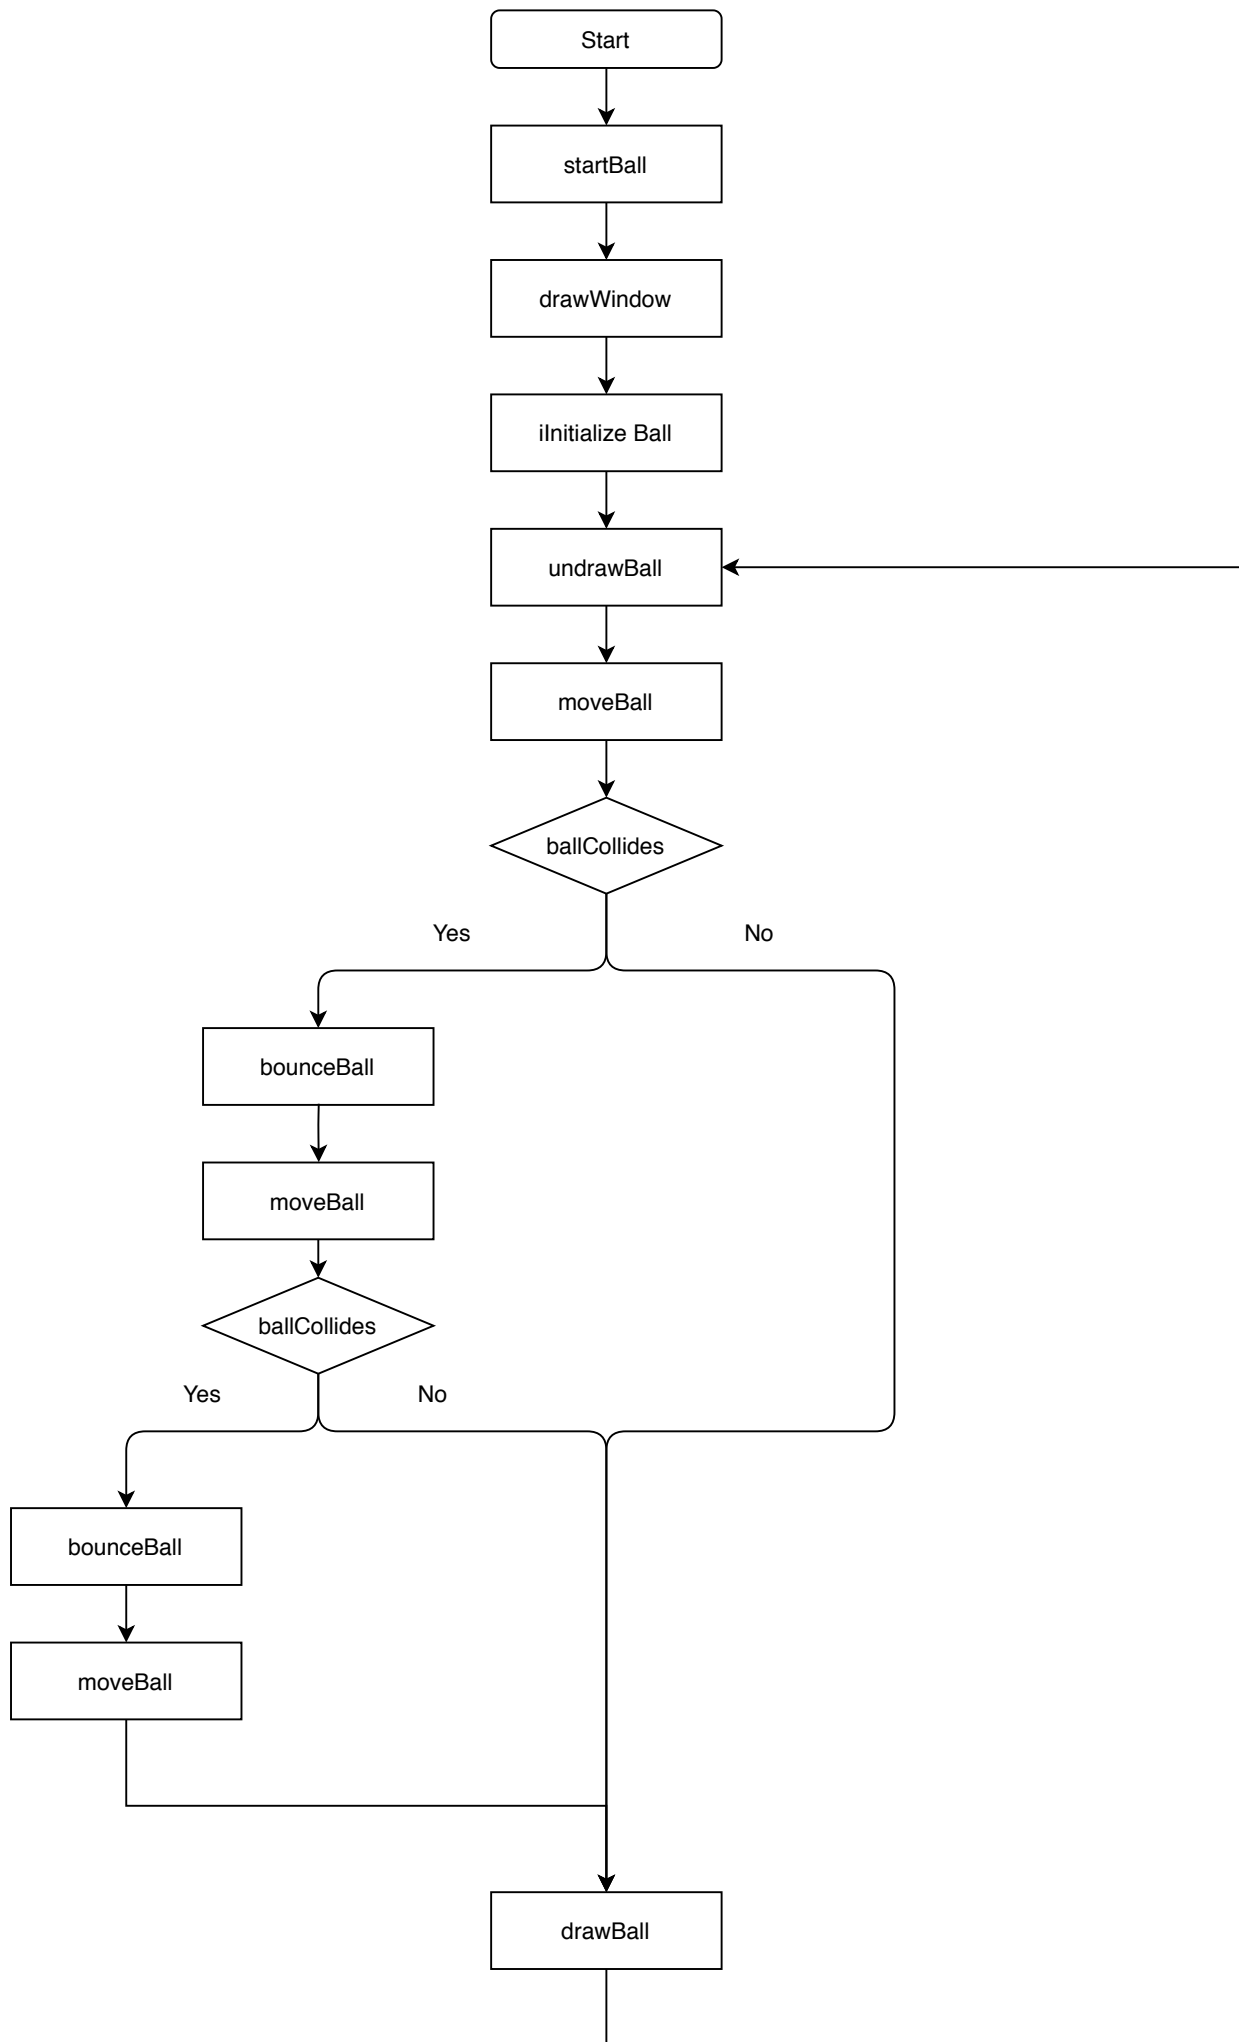 Start
startBall
drawWindow
iInitialize Ball
undrawBall
moveBall
ballCollides
Yes
No
bounceBall
moveBall
ballCollides
Yes
No
bounceBall
moveBall
drawBall